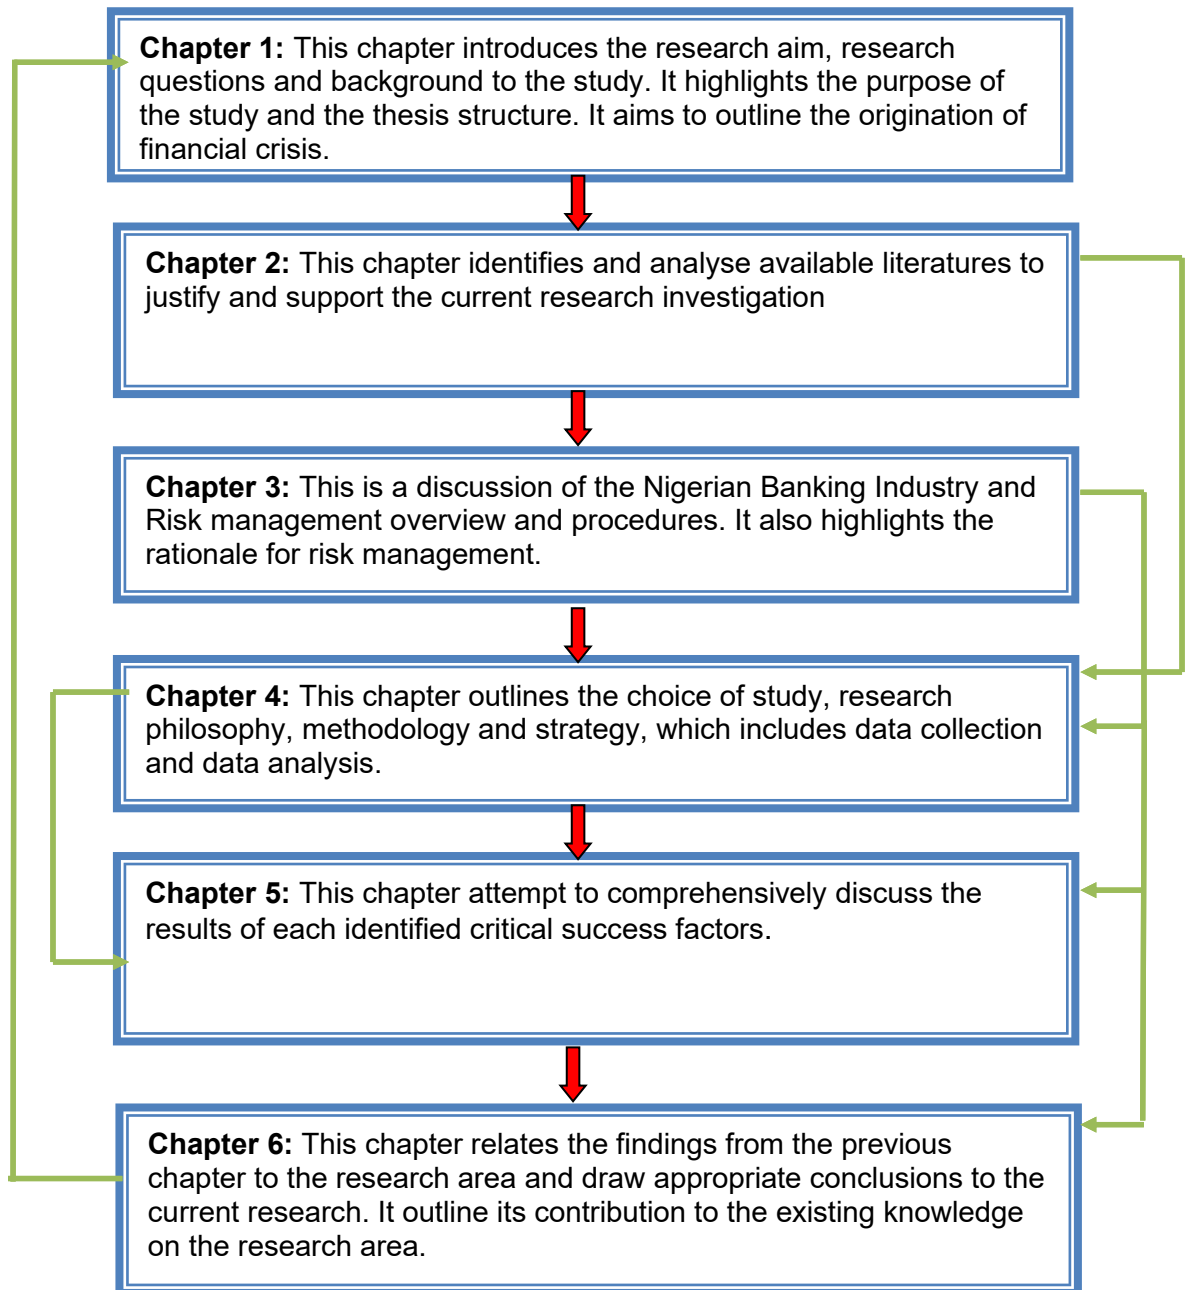 Chapter 1: This chapter introduces the research aim, research
questions and background to the study. It highlights the purpose of
the study and the thesis structure. It aims to outline the origination of
financial crisis.
Chapter 2: This chapter identifies and analyse available literatures to
justify and support the current research investigation
Chapter 3: This is a discussion of the Nigerian Banking Industry and
Risk management overview and procedures. It also highlights the
rationale for risk management.
Chapter 4: This chapter outlines the choice of study, research
philosophy, methodology and strategy, which includes data collection
and data analysis.
Chapter 5: This chapter attempt to comprehensively discuss the
results of each identified critical success factors.
Chapter 6: This chapter relates the findings from the previous
chapter to the research area and draw appropriate conclusions to the
current research. It outline its contribution to the existing knowledge
on the research area.